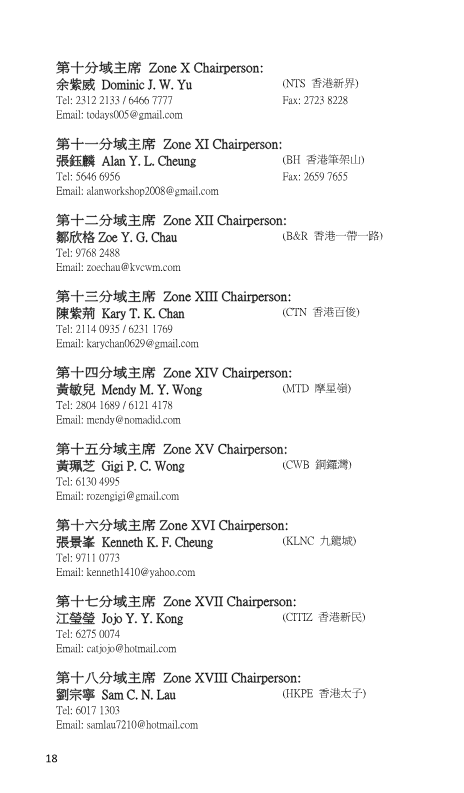 第十分域主席 Zone X Chairperson:
余紫威 Dominic J. W. Yu (NTS 香港新界)
Tel: 2312 2133 / 6466 7777 Fax: 2723 8228
Email: todays005@gmail.com
第十一分域主席 Zone XI Chairperson:
張鈺麟 Alan Y. L. Cheung (BH 香港筆架山)
Tel: 5646 6956 Fax: 2659 7655
Email: alanworkshop2008@gmail.com
第十二分域主席 Zone XII Chairperson:
鄒欣格 Zoe Y. G. Chau (B&R 香港一帶一路)
Tel: 9768 2488
Email: zoechau@kvcwm.com
第十三分域主席 Zone XIII Chairperson:
陳紫荊 Kary T. K. Chan (CTN 香港百俊)
Tel: 2114 0935 / 6231 1769
Email: karychan0629@gmail.com
第十四分域主席 Zone XIV Chairperson:
黃敏兒 Mendy M. Y. Wong (MTD 摩星嶺)
Tel: 2804 1689 / 6121 4178
Email: mendy@nomadid.com
第十五分域主席 Zone XV Chairperson:
黃珮芝 Gigi P. C. Wong (CWB 銅鑼灣)
Tel: 6130 4995
Email: rozengigi@gmail.com
第十六分域主席 Zone XVI Chairperson:
張景峯 Kenneth K. F. Cheung (KLNC 九龍城)
Tel: 9711 0773
Email: kenneth1410@yahoo.com
第十七分域主席 Zone XVII Chairperson:
江瑩瑩 Jojo Y. Y. Kong (CITIZ 香港新民)
Tel: 6275 0074
Email: catjojo@hotmail.com
第十八分域主席 Zone XVIII Chairperson:
劉宗寧 Sam C. N. Lau (HKPE 香港太子)
Tel: 6017 1303
Email: samlau7210@hotmail.com
18